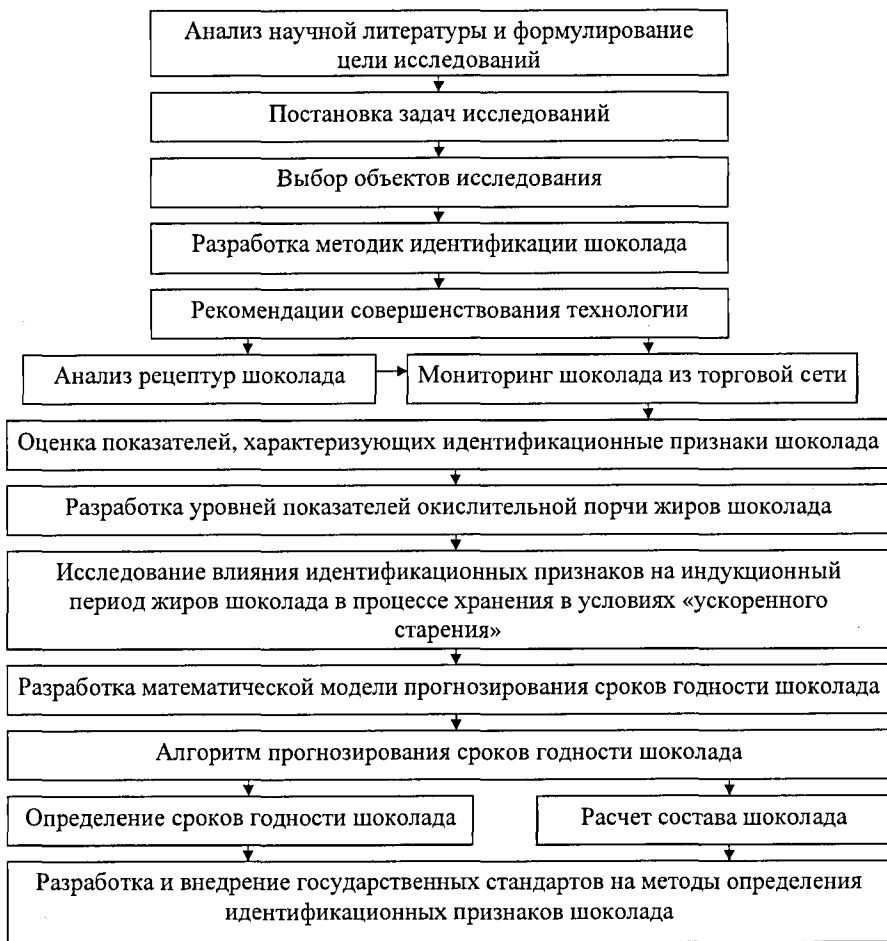 Анализ научной литературы и формулирование
цели исследований
Постановка задач исследований
Выбор объектов исследования
Разработка методик идентификации шоколада
Рекомендации совершенствования технологии
Анализ рецептур шоколада
Мониторинг шоколада из торговой сети
Оценка показателей, характеризующих идентификационные признаки шоколада
Разработка уровней показателей окислительной порчи жиров шоколада
Исследование влияния идентификационных признаков на индукционный
период жиров шоколада в процессе хранения в условиях «ускоренного
старения»
Разработка математической модели прогнозирования сроков годности шоколада
Алгоритм прогнозирования сроков годности шоколада
Определение сроков годности шоколада
Расчет состава шоколада
Разработка и внедрение государственных стандартов на методы определения
идентификационных признаков шоколада